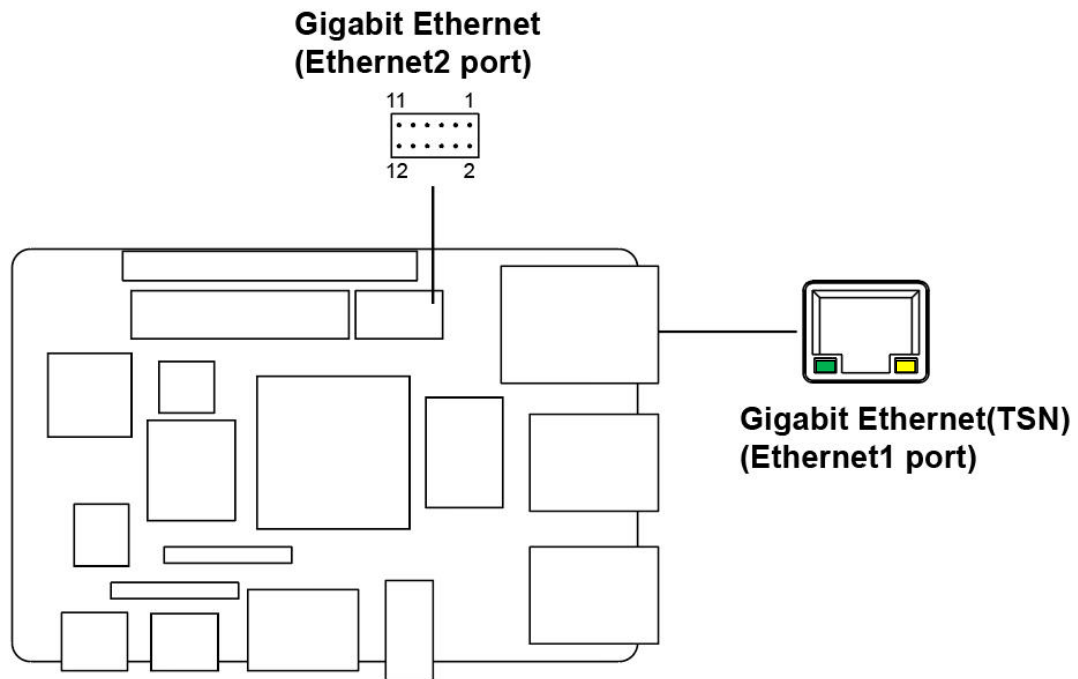 Gigabit Ethernet
(Ethernet2 port)
11 1
12 2
Gigabit Ethernet(TSN)
(Ethernet1 port)